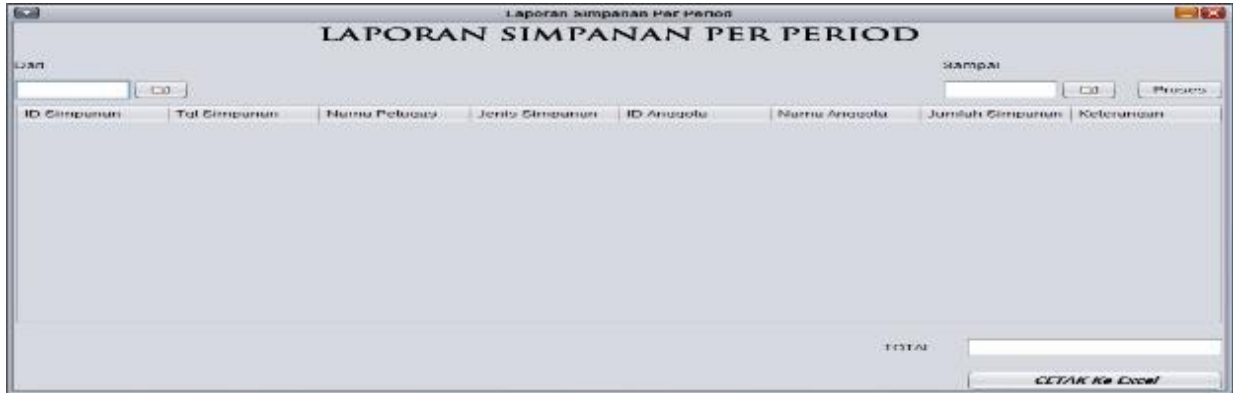 Laporan Simpanan Per Period
LAPORAN SIMPANAN PER PERIOD
Dari Sampai
Proses
ID Simpanan Tgl Simpanan Nama Petugas Jenis Simpanan ID Anggota Nama Anggota Jumlah Simpanan Keterangan
TOTAL
CETAK Ke Excel